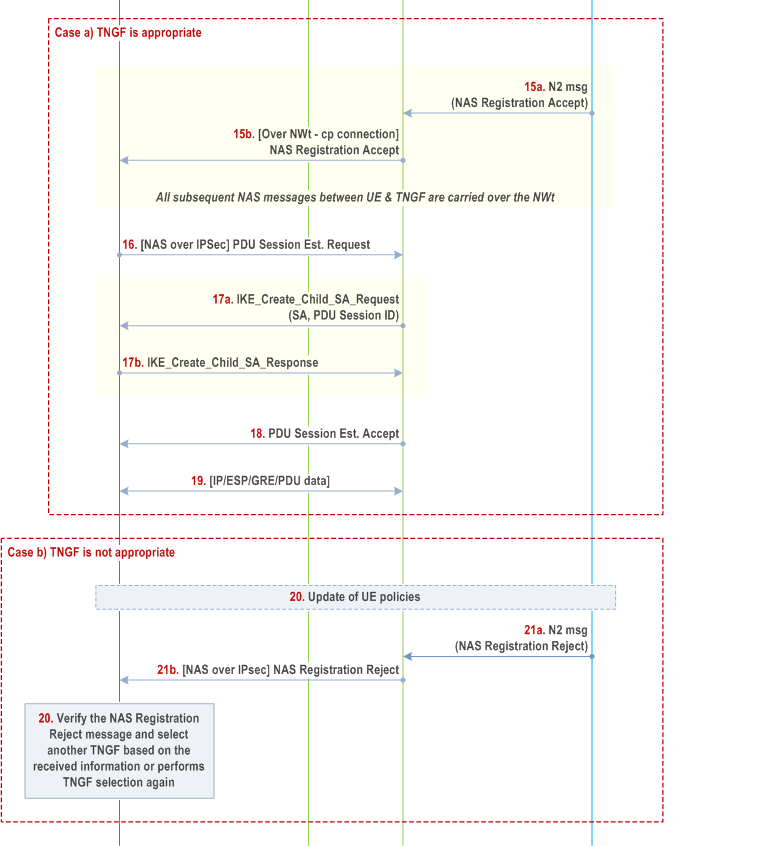 Case a) TNGF is appropriate
15a. N2 msg
(NAS Registration Accept)
15b. [Over NWt - cp connection]
NAS Registration Accept
All subsequent NAS messages between UE & TNGF are carried over the NWt
16. [NAS over IPSec] PDU Session Est. Request
17a. IKE_Create_Child_SA_Request
(SA, PDU Session ID)
17b. IKE_Create_Child_SA_Response
18. PDU Session Est. Accept
19. [IP/ESP/GRE/PDU data]
Case b) TNGF is not appropriate
20. Update of UE policies
21a. N2 msg
(NAS Registration Reject)
21b. [NAS over IPsec] NAS Registration Reject
20. Verify the NAS Registration
Reject message and select
another TNGF based on the
received information or performs
TNGF selection again